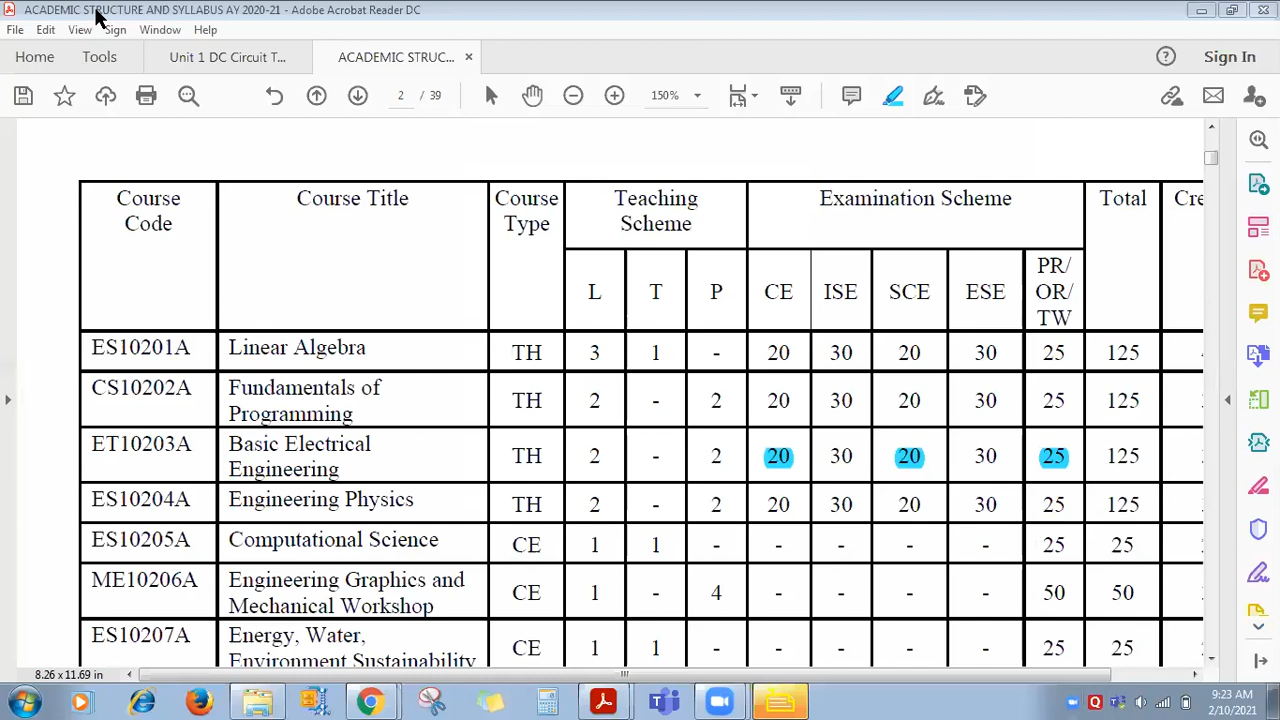 ACADEMIC STRUCTURE AND SYLLABUS AY 2020-21 - Adobe Acrobat Reader DC
File Edit View Sign Window Help
Home Tools Unit 1 DC Circuit T... ACADEMIC STRUC... × ? Sign In
2 / 39 150%
Course Code Course Title Course Type Teaching Scheme Examination Scheme Total Cre
L T P CE ISE SCE ESE PR/ OR/ TW
ES10201A Linear Algebra TH 3 1 - 20 30 20 30 25 125
CS10202A Fundamentals of Programming TH 2 - 2 20 30 20 30 25 125
ET10203A Basic Electrical Engineering TH 2 - 2 20 30 20 30 25 125
ES10204A Engineering Physics TH 2 - 2 20 30 20 30 25 125
ES10205A Computational Science CE 1 1 - - - - - 25 25
ME10206A Engineering Graphics and Mechanical Workshop CE 1 - 4 - - - - 50 50
ES10207A Energy, Water, Environment Sustainability CE 1 1 - - - - - 25 25
8.26 x 11.69 in
9:23 AM
2/10/2021